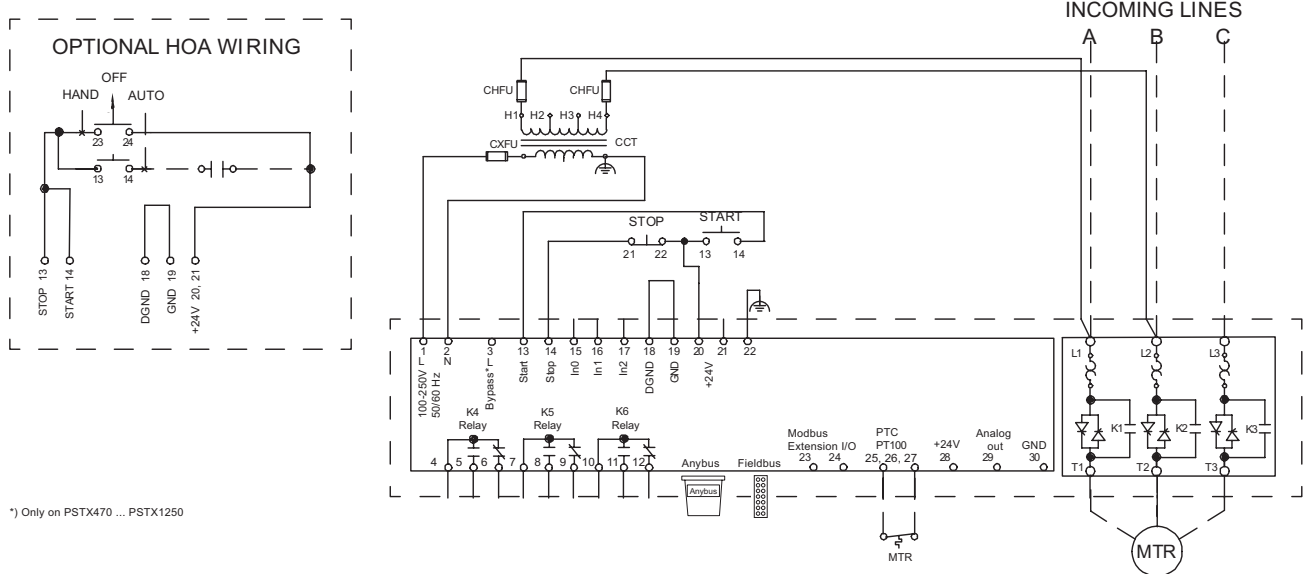 INCOMING LINES
A B C
OPTIONAL HOA WIRING
OFF
HAND AUTO
23 24
13 14
STOP 13
START 14
DGND 18
GND 19
+24V 20, 21
CHFU CHFU
H1 H2 H3 H4
CXFU CCT
STOP START
21 22 13 14
1 2 3 13 14 15 16 17 18 19 20 21 22
L
N
100-250V
50/60 Hz
Bypass*
Start
Stop
In0
In1
In2
DGND
GND
+24V
K4
Relay
K5
Relay
K6
Relay
4 5 6 7 8 9 10 11 12
Anybus Fieldbus
Anybus
Modbus
Extension I/O
23 24
PTC
PT100
25, 26, 27
+24V
28
Analog
out
29
GND
30
MTR
L1 L2 L3
K1 K2 K3
T1 T2 T3
MTR
*) Only on PSTX470 ... PSTX1250